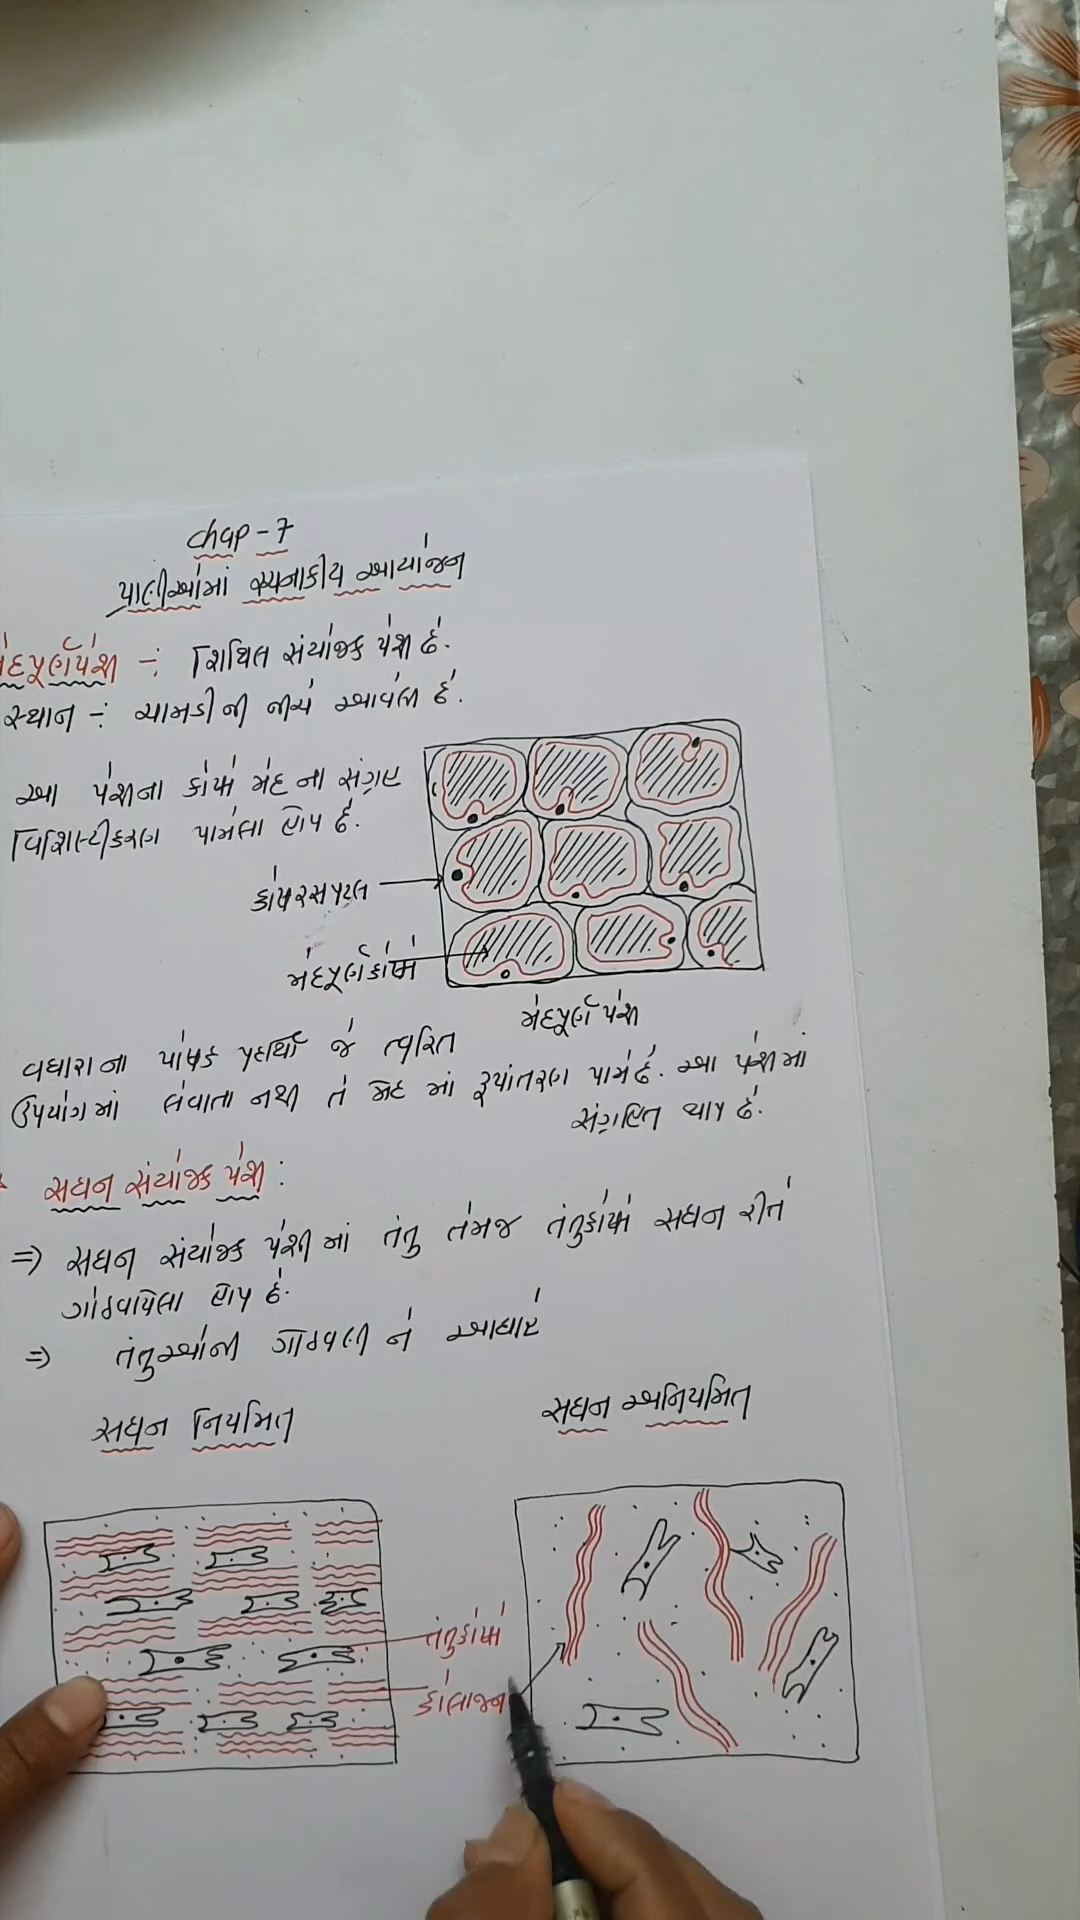 chap - 7
પ્રાણીઓમાં રચનાકીય આયોજન
મેદપૂર્ણપેશી -: શિથિલ સંયોજક પેશી છે.
સ્થાન -: ચામડીની નીચે આવેલી છે.
આ પેશીના કોષો મેદ ના સંગ્રહ
વિશિષ્ટીકરણ પામેલા હોય છે.
કોષરસપટલ
મેદપૂર્ણકોષો
મેદપૂર્ણ પેશી
વધારાના પોષક પદાર્થો જે ત્વરિત
ઉપયોગમાં લેવાતા નથી તે મેદ માં રૂપાંતરણ પામેછે. આ પેશીમાં
સંગ્રહિત થાય છે.
સઘન સંયોજક પેશી :
=> સઘન સંયોજક પેશીમાં તંતુ તેમજ તંતુકોષો સઘન રીતે
ગોઠવાયેલા હોય છે.
=> તંતુઓની ગોઠવણીને આધારે
સઘન નિયમિત
સઘન અનિયમિત
તંતુકોષો
કોલાજન